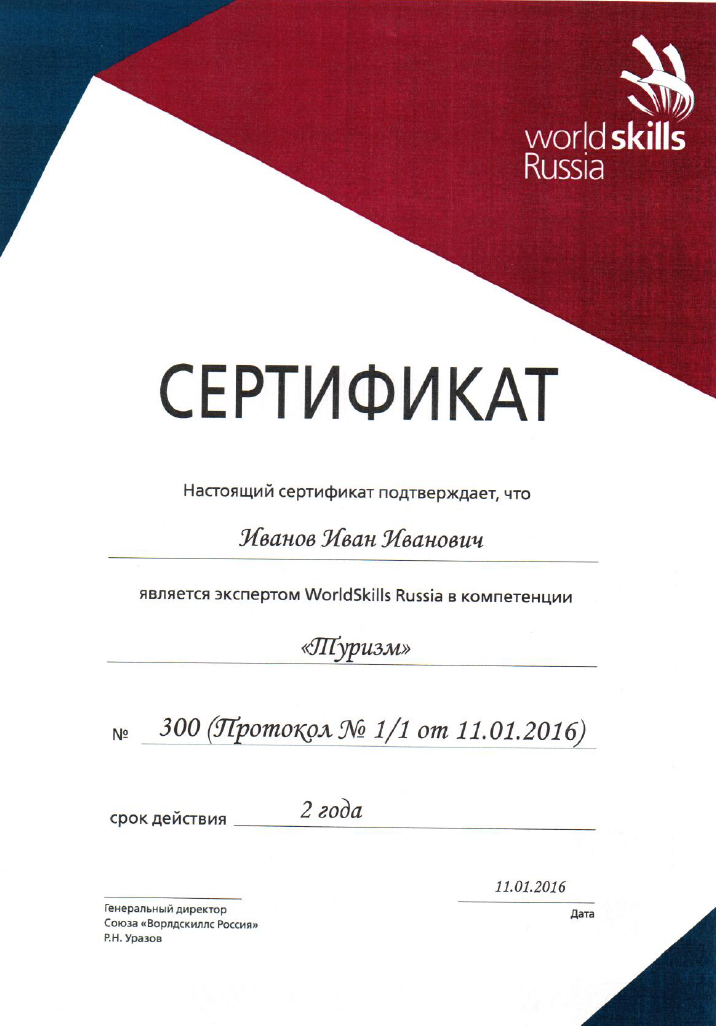 world skills
Russia
СЕРТИФИКАТ
Настоящий сертификат подтверждает, что
Иванов Иван Иванович
является экспертом WorldSkills Russia в компетенции
«Туризм»
№ 300 (Протокол № 1/1 от 11.01.2016)
срок действия 2 года
11.01.2016
Дата
Генеральный директор
Союза «Ворлдскиллс Россия»
Р.Н. Уразов